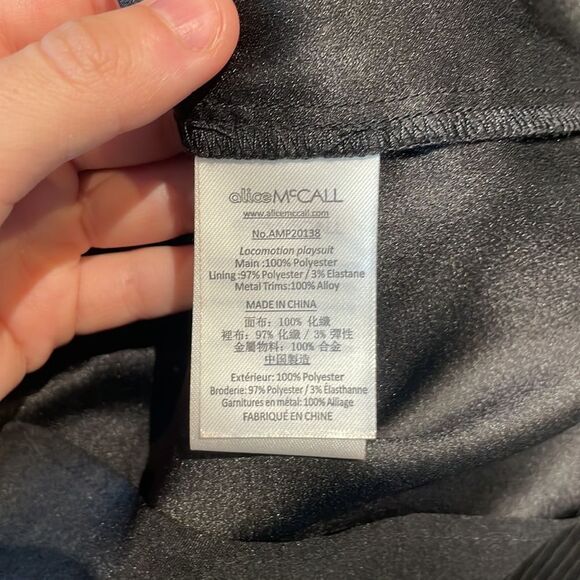 alice McCALL
www.alicemccall.com
No.AMP20138
Locomotion playsuit
Main :100% Polyester
Lining :97% Polyester / 3% Elastane
Metal Trims:100% Alloy
MADE IN CHINA
面布: 100% 化纖
裡布: 97% 化纖 / 3% 彈性
金屬物料: 100% 合金
中国製造
Extérieur: 100% Polyester
Broderie: 97% Polyester / 3% Élasthanne
Garnitures en métal: 100% Alliage
FABRIQUÉ EN CHINE